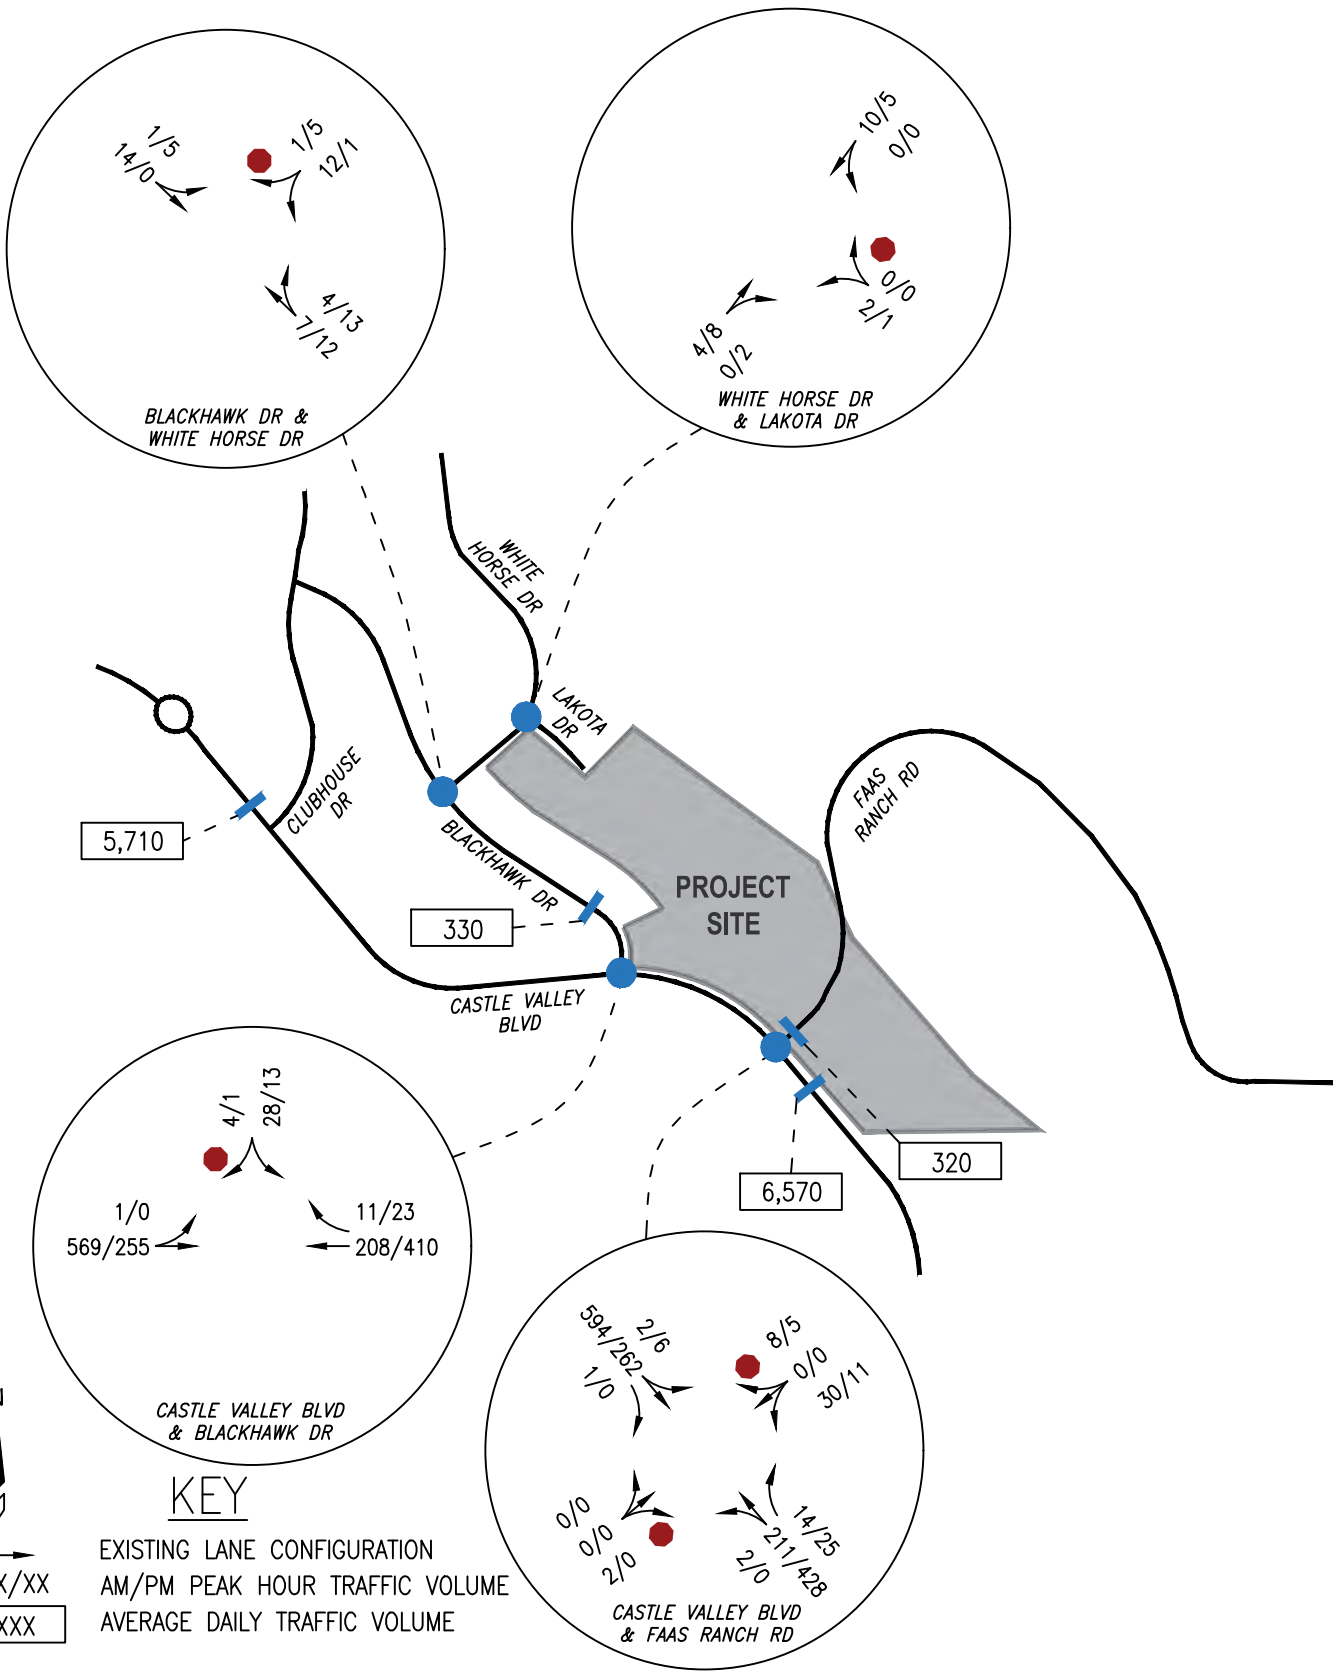 1/5
14/0
1/5
12/1
4/13
7/12
BLACKHAWK DR &
WHITE HORSE DR
10/5
0/0
0/0
2/1
4/8
0/2
WHITE HORSE DR
& LAKOTA DR
WHITE
HORSE DR
LAKOTA
DR
CLUBHOUSE
DR
5,710
BLACKHAWK DR
330
PROJECT
SITE
FAAS
RANCH RD
CASTLE VALLEY
BLVD
320
6,570
4/1
28/13
1/0
569/255
11/23
208/410
CASTLE VALLEY BLVD
& BLACKHAWK DR
2/6
594/262
1/0
8/5
0/0
30/11
0/0
0/0
2/0
14/25
211/428
2/0
CASTLE VALLEY BLVD
& FAAS RANCH RD
KEY
EXISTING LANE CONFIGURATION
X/XX AM/PM PEAK HOUR TRAFFIC VOLUME
XXX AVERAGE DAILY TRAFFIC VOLUME